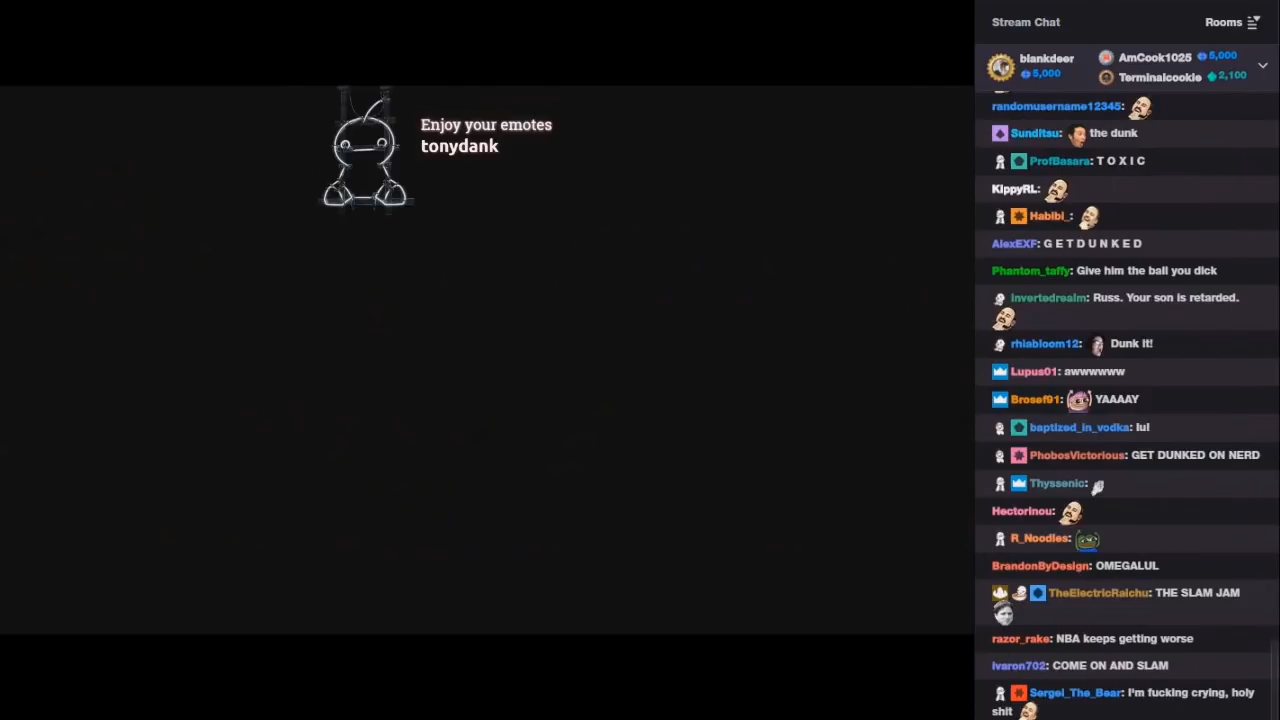 Enjoy your emotes
tonydank
Stream Chat
Rooms
blankdeer
5,000
AmCook1025 5,000
Terminalcookie 2,100
randomusername12345:
Sunditsu: the dunk
ProfBasara: T O X I C
KippyRL:
Habibi_:
AlexEXF: G E T D U N K E D
Phantom_taffy: Give him the ball you dick
invertedrealm: Russ. Your son is retarded.
rhiabloom12: Dunk it!
Lupus01: awwwwww
Brosef91: YAAAAY
baptized_in_vodka: lul
PhobosVictorious: GET DUNKED ON NERD
Thyssenic:
HectorInou:
R_Noodles:
BrandonByDesign: OMEGALUL
TheElectricRaichu: THE SLAM JAM
razor_rake: NBA keeps getting worse
ivaron702: COME ON AND SLAM
Sergei_The_Bear: I'm fucking crying, holy
shit